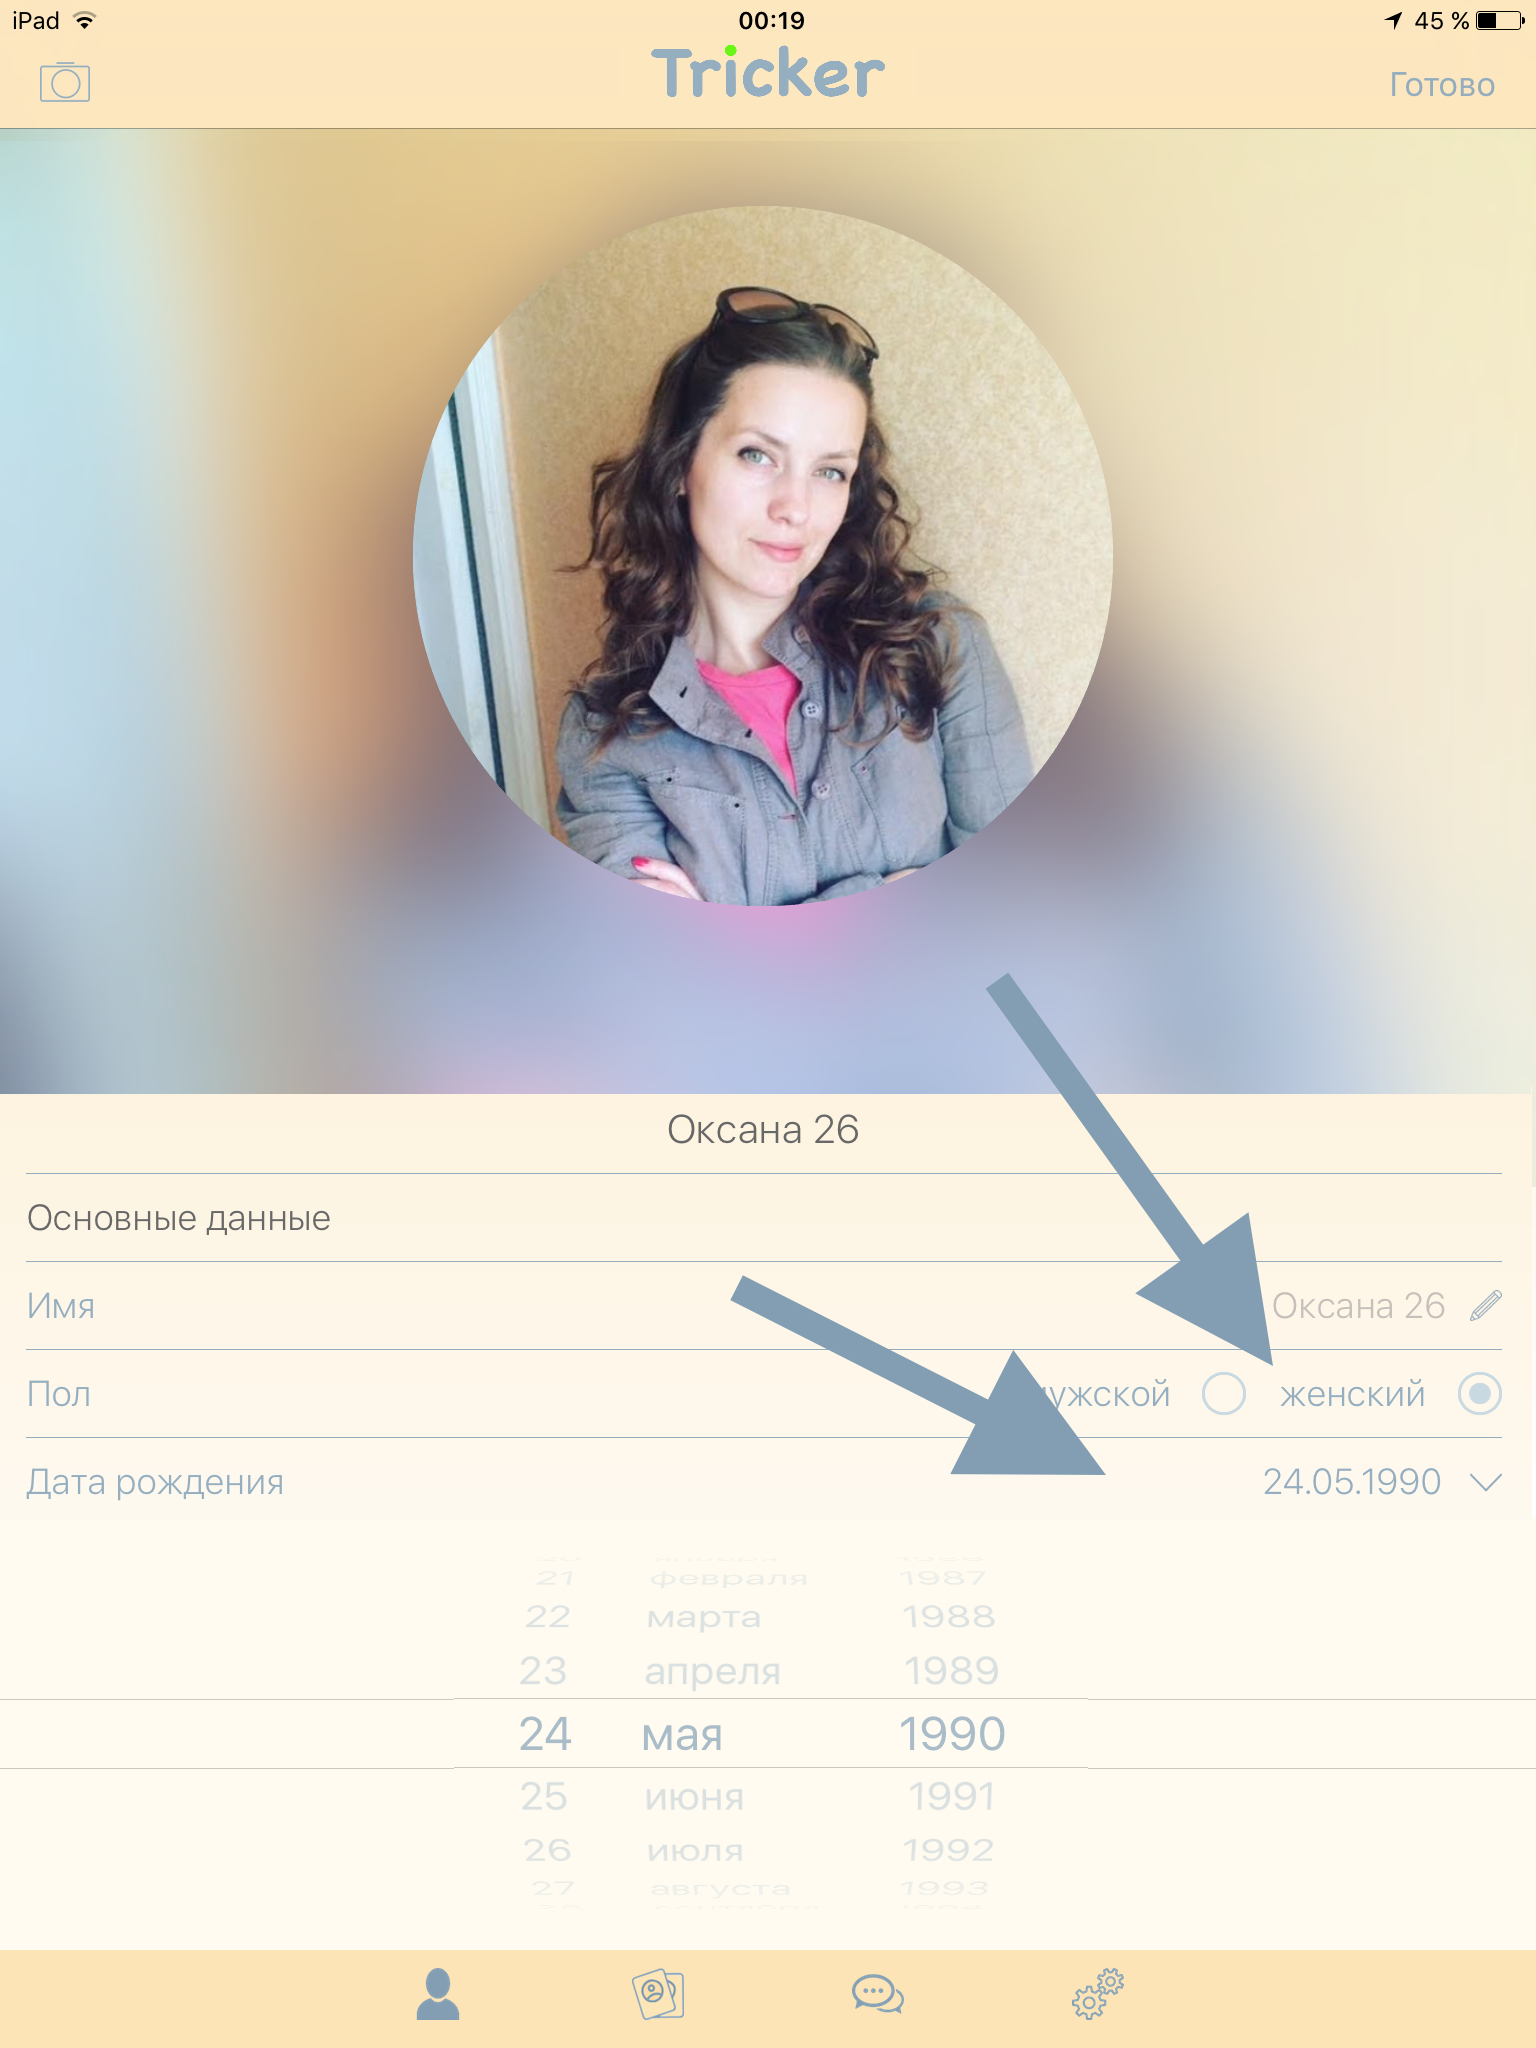 iPad 00:19 45 %
Tricker
Готово
Оксана 26
Основные данные
Имя Оксана 26
Пол мужской женский
Дата рождения 24.05.1990
21 февраля 1987
22 марта 1988
23 апреля 1989
24 мая 1990
25 июня 1991
26 июля 1992
27 августа 1993